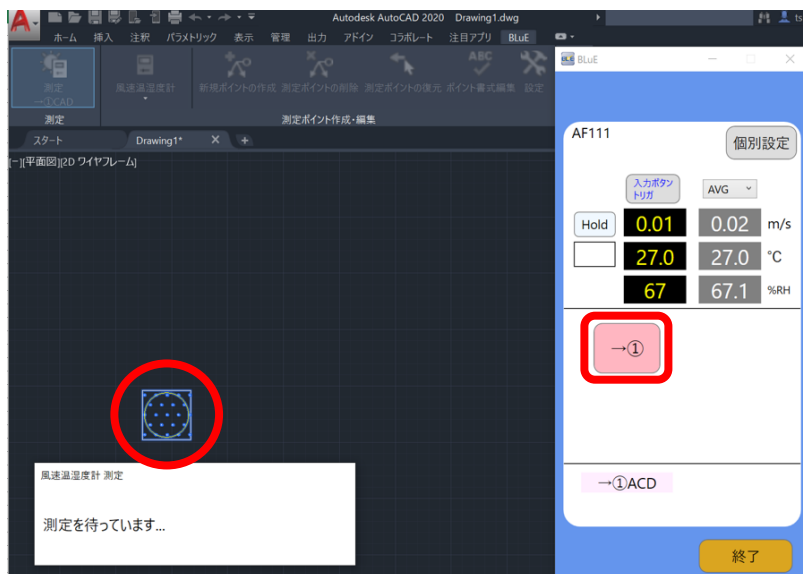 Autodesk AutoCAD 2020 Drawing1.dwg
ts
ホーム 挿入 注釈 パラメトリック 表示 管理 出力 アドイン コラボレート 注目アプリ BLuE
測定
→①CAD
風速温湿度計
新規ポイントの作成
測定ポイントの削除
測定ポイントの復元
ABC
ポイント書式編集
設定
測定
測定ポイント作成・編集
スタート
Drawing1*
[−][平面図][2D ワイヤフレーム]
風速温湿度計 測定
測定を待っています...
BLuE
AF111
個別設定
入力ボタン
トリガ
AVG
Hold 0.01 0.02 m/s
27.0 27.0 °C
67 67.1 %RH
→①
→①ACD
終了